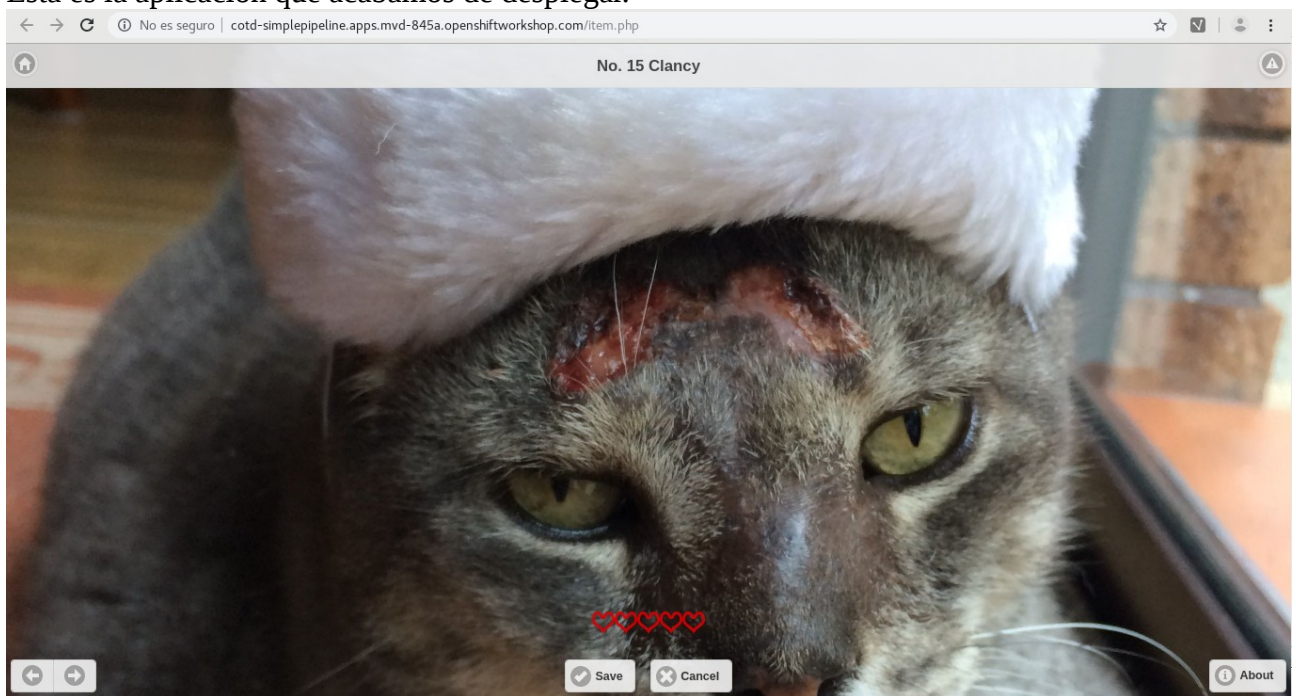 Esta es la aplicación que acabamos de desplegar.
No es seguro | cotd-simplepipeline.apps.mvd-845a.openshiftworkshop.com/item.php
No. 15 Clancy
Save
Cancel
About